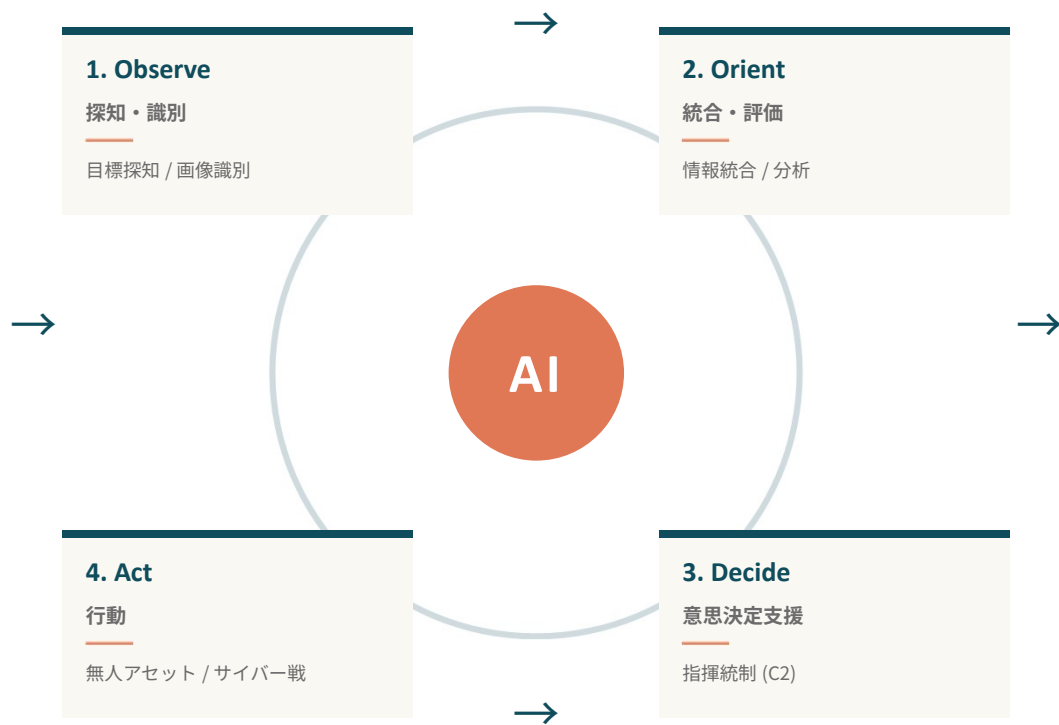 →
1. Observe
探知・識別
目標探知 / 画像識別
2. Orient
統合・評価
情報統合 / 分析
→
AI
→
4. Act
行動
無人アセット / サイバー戦
3. Decide
意思決定支援
指揮統制 (C2)
→